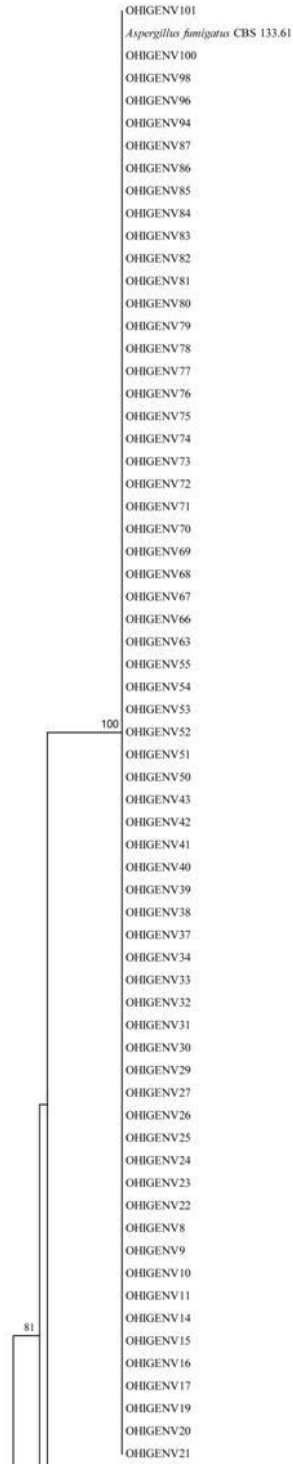 OHIGENV101
Aspergillus fumigatus CBS 133.61
OHIGENV100
OHIGENV98
OHIGENV96
OHIGENV94
OHIGENV87
OHIGENV86
OHIGENV85
OHIGENV84
OHIGENV83
OHIGENV82
OHIGENV81
OHIGENV80
OHIGENV79
OHIGENV78
OHIGENV77
OHIGENV76
OHIGENV75
OHIGENV74
OHIGENV73
OHIGENV72
OHIGENV71
OHIGENV70
OHIGENV69
OHIGENV68
OHIGENV67
OHIGENV66
OHIGENV63
OHIGENV55
OHIGENV54
OHIGENV53
100 OHIGENV52
OHIGENV51
OHIGENV50
OHIGENV43
OHIGENV42
OHIGENV41
OHIGENV40
OHIGENV39
OHIGENV38
OHIGENV37
OHIGENV34
OHIGENV33
OHIGENV32
OHIGENV31
OHIGENV30
OHIGENV29
OHIGENV27
OHIGENV26
OHIGENV25
OHIGENV24
OHIGENV23
OHIGENV22
OHIGENV8
OHIGENV9
OHIGENV10
OHIGENV11
OHIGENV14
81 OHIGENV15
OHIGENV16
OHIGENV17
OHIGENV19
OHIGENV20
OHIGENV21